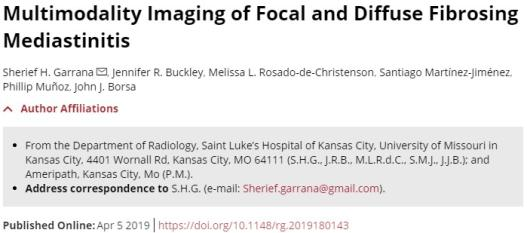 Multimodality Imaging of Focal and Diffuse Fibrosing
Mediastinitis
Sherief H. Garrana, Jennifer R. Buckley, Melissa L. Rosado-de-Christenson, Santiago Martínez-Jiménez,
Phillip Muñoz, John J. Borsa
Author Affiliations
• From the Department of Radiology, Saint Luke's Hospital of Kansas City, University of Missouri in
Kansas City, 4401 Wornall Rd, Kansas City, MO 64111 (S.H.G., J.R.B., M.L.R.d.C., S.M.J., J.J.B.); and
Ameripath, Kansas City, Mo (P.M.).
• Address correspondence to S.H.G. (e-mail: Sherief.garrana@gmail.com).
Published Online: Apr 5 2019 | https://doi.org/10.1148/rg.2019180143